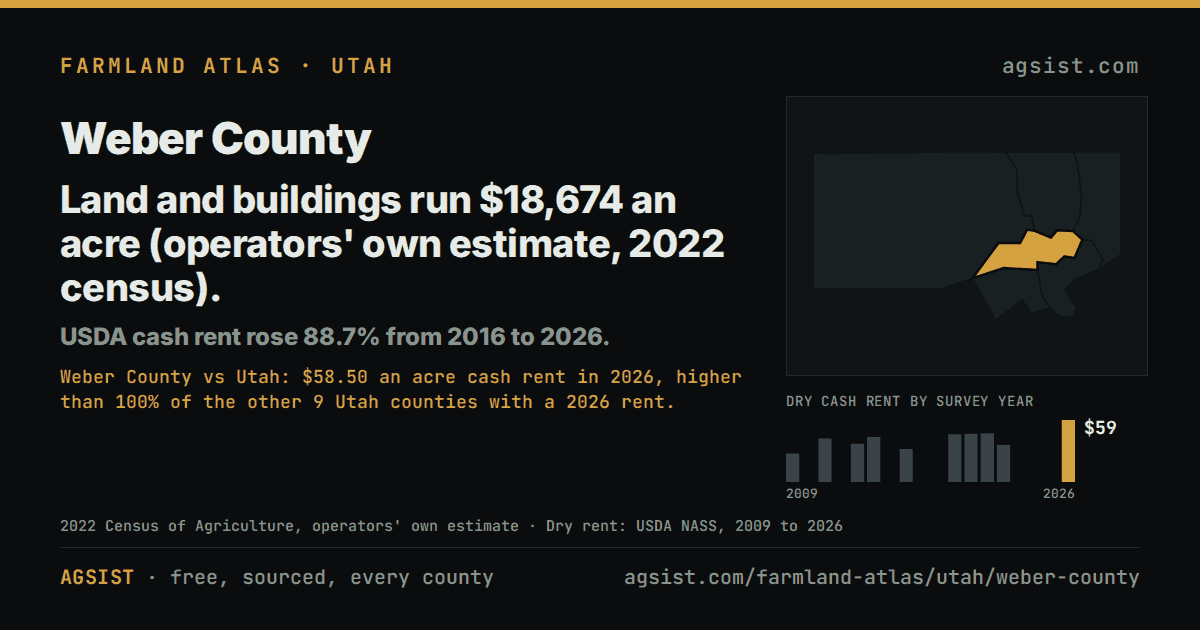 FARMLAND ATLAS · UTAH
agsist.com
Weber County
Land and buildings run $18,674 an
acre (operators' own estimate, 2022
census).
USDA cash rent rose 88.7% from 2016 to 2026.
Weber County vs Utah: $58.50 an acre cash rent in 2026, higher
than 100% of the other 9 Utah counties with a 2026 rent.
DRY CASH RENT BY SURVEY YEAR
$59
2009
2026
2022 Census of Agriculture, operators' own estimate · Dry rent: USDA NASS, 2009 to 2026
AGSIST · free, sourced, every county
agsist.com/farmland-atlas/utah/weber-county